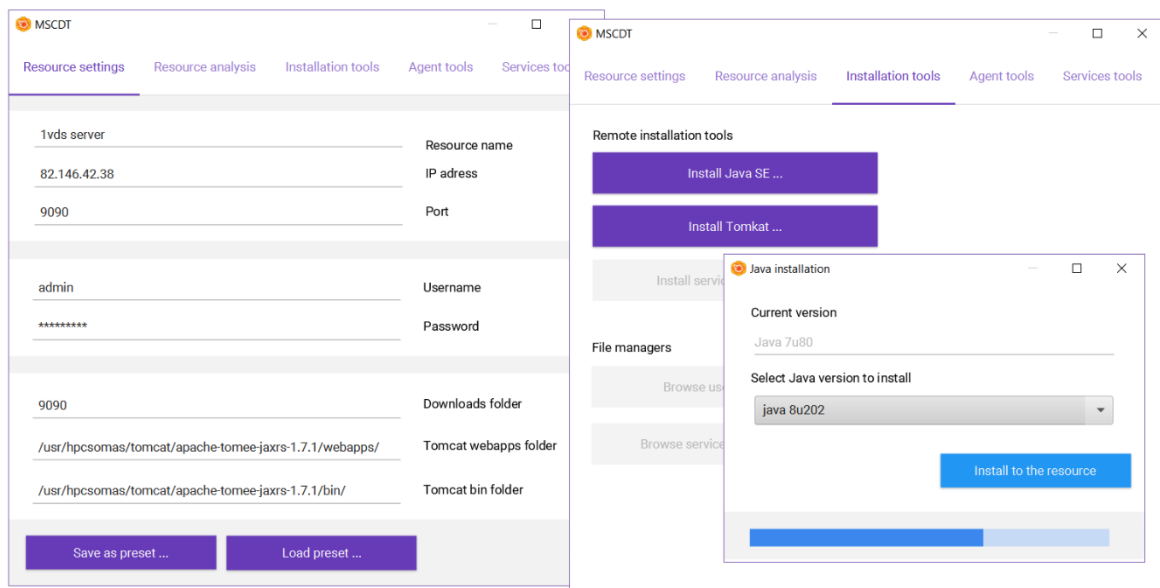 MSCDT
Resource settings Resource analysis Installation tools Agent tools Services
1vds server
Resource name
82.146.42.38 IP adress
9090 Port
admin Username
********* Password
9090 Downloads folder
/usr/hpcsomas/tomcat/apache-tomee-jaxrs-1.7.1/webapps/ Tomcat webapps folder
/usr/hpcsomas/tomcat/apache-tomee-jaxrs-1.7.1/bin/ Tomcat bin folder
Save as preset ... Load preset ...
MSCDT
Resource settings Resource analysis Installation tools Agent tools Services tools
Remote installation tools
Install Java SE ...
Install Tomkat ...
Install
File managers
Browse
Browse service
Java installation
Current version
Java 7u80
Select Java version to install
java 8u202
Install to the resource